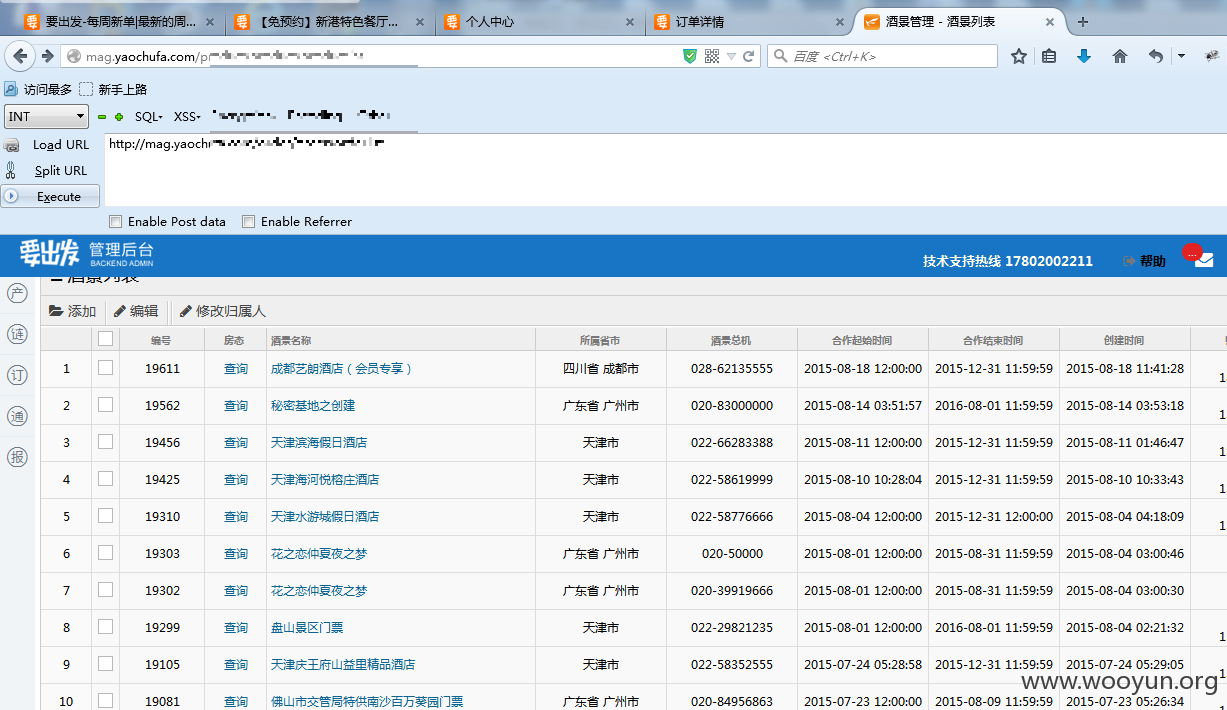 要出发-每周新单|最新的周... 【免预约】新港特色餐厅... 个人中心 订单详情 酒景管理 - 酒景列表
mag.yaochufa.com/p 百度 <Ctrl+K>
访问最多 新手上路
INT SQL- XSS-
Load URL http://mag.yaoch
Split URL
Execute
Enable Post data Enable Referrer
要出发 管理后台 BACKEND ADMIN 技术支持热线 17802002211 帮助
酒景列表
添加 编辑 修改归属人
产
链
订
通
报
编号 房态 酒景名称 所属省市 酒景总机 合作起始时间 合作结束时间 创建时间
1 19611 查询 成都艺朗酒店（会员专享） 四川省 成都市 028-62135555 2015-08-18 12:00:00 2015-12-31 11:59:59 2015-08-18 11:41:28
2 19562 查询 秘密基地之创建 广东省 广州市 020-83000000 2015-08-14 03:51:57 2016-08-01 11:59:59 2015-08-14 03:53:18
3 19456 查询 天津滨海假日酒店 天津市 022-66283388 2015-08-11 12:00:00 2015-12-31 11:59:59 2015-08-11 01:46:47
4 19425 查询 天津海河悦榕庄酒店 天津市 022-58619999 2015-08-10 10:28:04 2015-12-31 11:59:59 2015-08-10 10:33:43
5 19310 查询 天津水游城假日酒店 天津市 022-58776666 2015-08-04 12:00:00 2015-12-31 12:00:00 2015-08-04 04:18:09
6 19303 查询 花之恋仲夏夜之梦 广东省 广州市 020-50000 2015-08-01 12:00:00 2015-08-31 11:59:59 2015-08-04 03:00:46
7 19302 查询 花之恋仲夏夜之梦 广东省 广州市 020-39919666 2015-08-01 12:00:00 2015-08-31 11:59:59 2015-08-04 03:00:30
8 19299 查询 盘山景区门票 天津市 022-29821235 2015-08-01 12:00:00 2016-08-01 11:59:59 2015-08-04 02:21:32
9 19105 查询 天津庆王府山益里精品酒店 天津市 022-58352555 2015-07-24 05:28:58 2015-12-31 11:59:59 2015-07-24 05:29:05
10 19081 查询 佛山市交管局特供南沙百万葵园门票 广东省 广州市 020-84956863 2015-07-23 12:00:00 2015-08-09 11:59:59 2015-07-23 05:26:34
www.wooyun.org